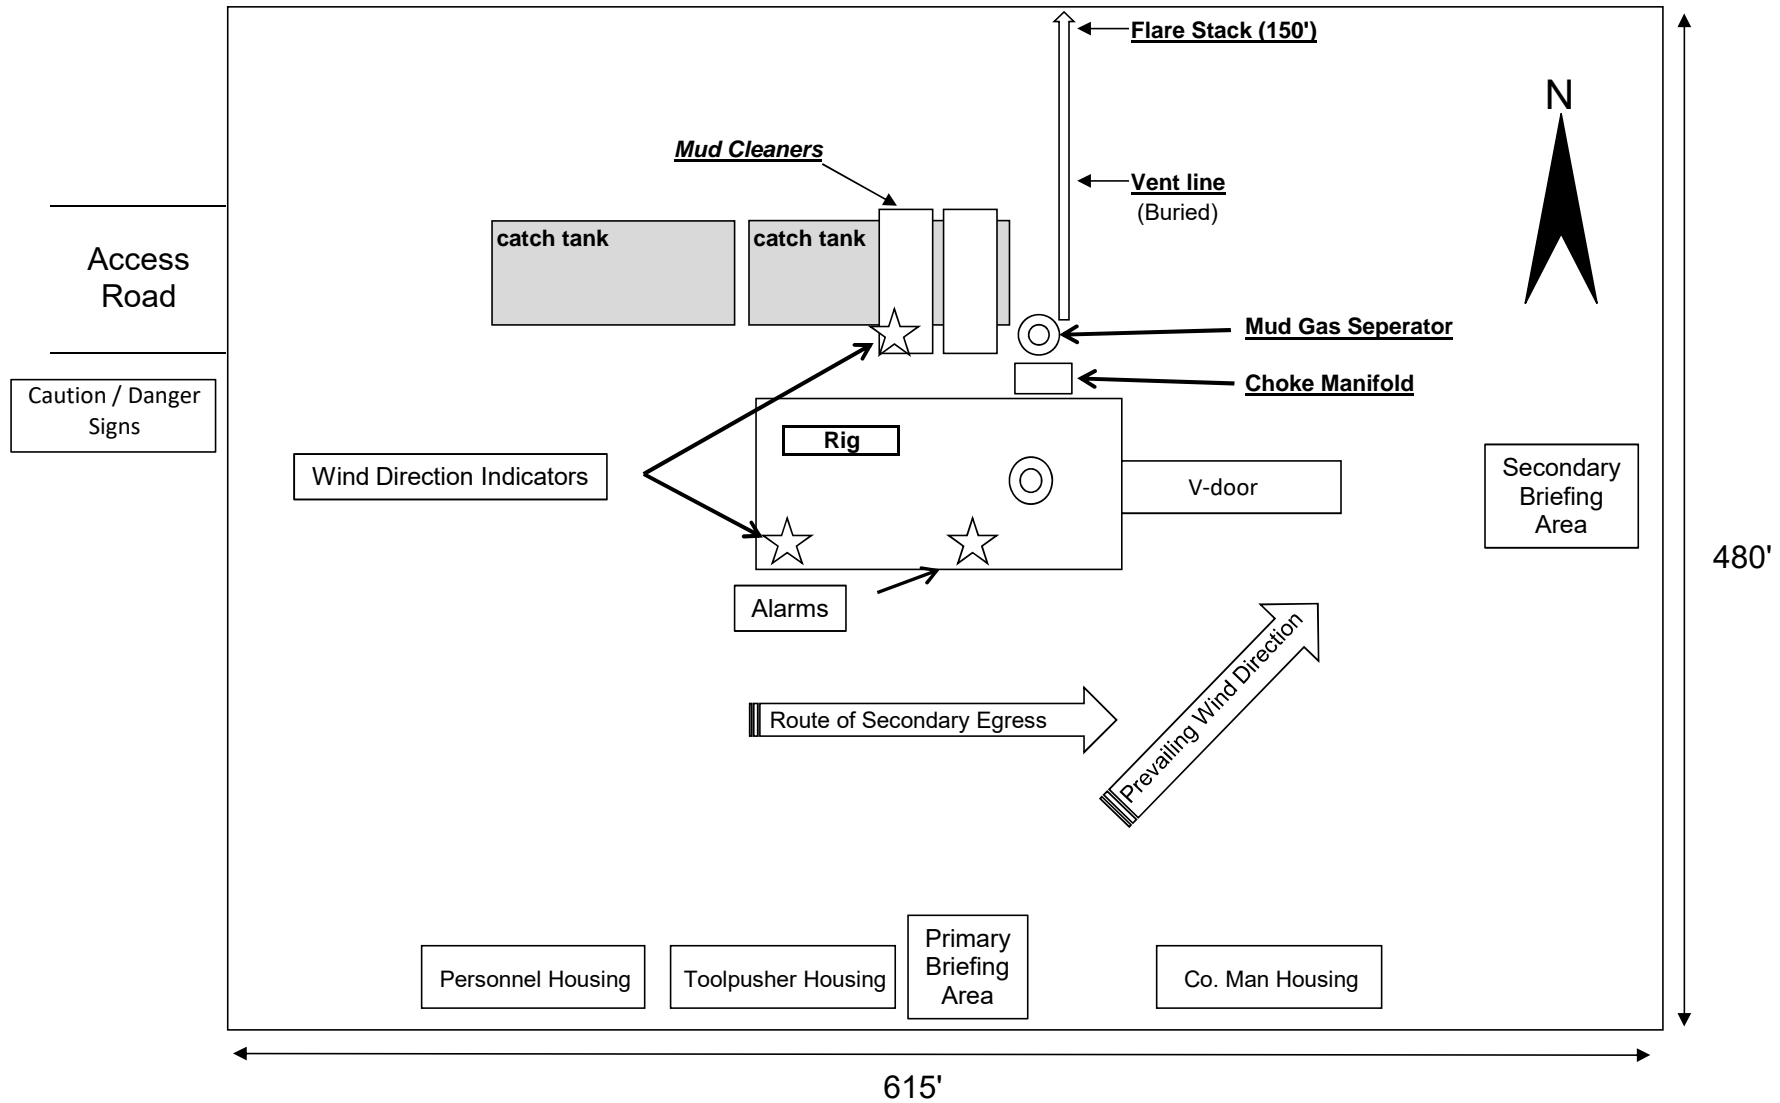 Flare Stack (150')
N
Mud Cleaners
Vent line
(Buried)
catch tank
catch tank
Access
Road
Mud Gas Seperator
Choke Manifold
Caution / Danger
Signs
Rig
Wind Direction Indicators
V-door
Secondary
Briefing
Area
480'
Alarms
Prevailing Wind Direction
Route of Secondary Egress
Primary
Briefing
Area
Personnel Housing
Toolpusher Housing
Co. Man Housing
615'